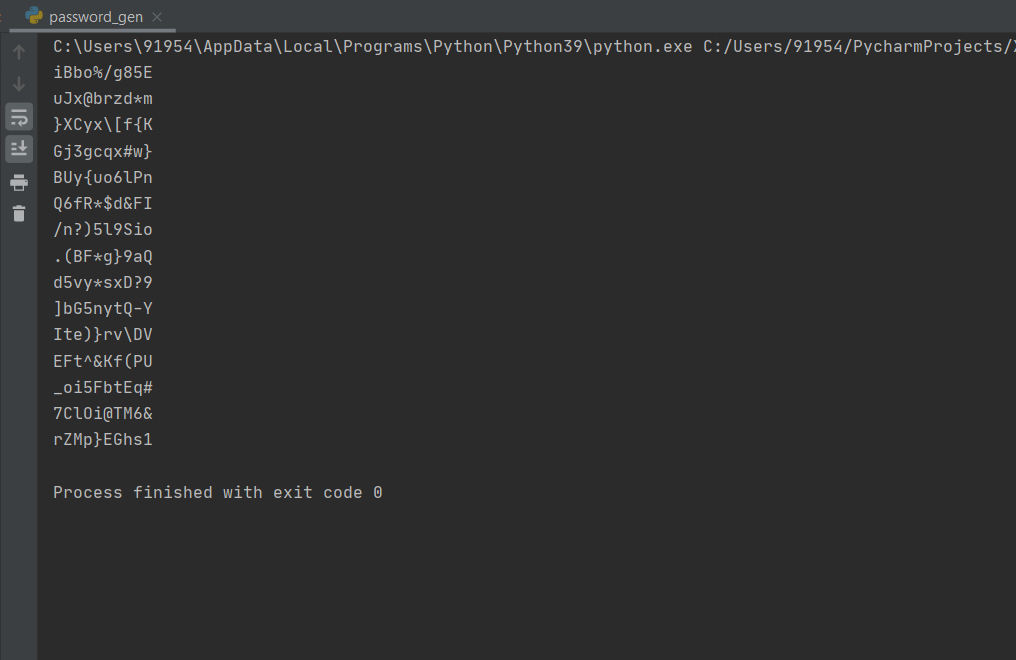 password_gen
C:\Users\91954\AppData\Local\Programs\Python\Python39\python.exe C:/Users/91954/PycharmProjects/
iBbo%/g85E
uJx@brzd*m
}XCyx\[f{K
Gj3gcqx#w}
BUy{uo6lPn
Q6fR*$d&FI
/n?)5l9Sio
.(BF*g}9aQ
d5vy*sxD?9
]bG5nytQ-Y
Ite)}rv\DV
EFt^&Kf(PU
_oi5FbtEq#
7ClOi@TM6&
rZMp}EGhs1
Process finished with exit code 0